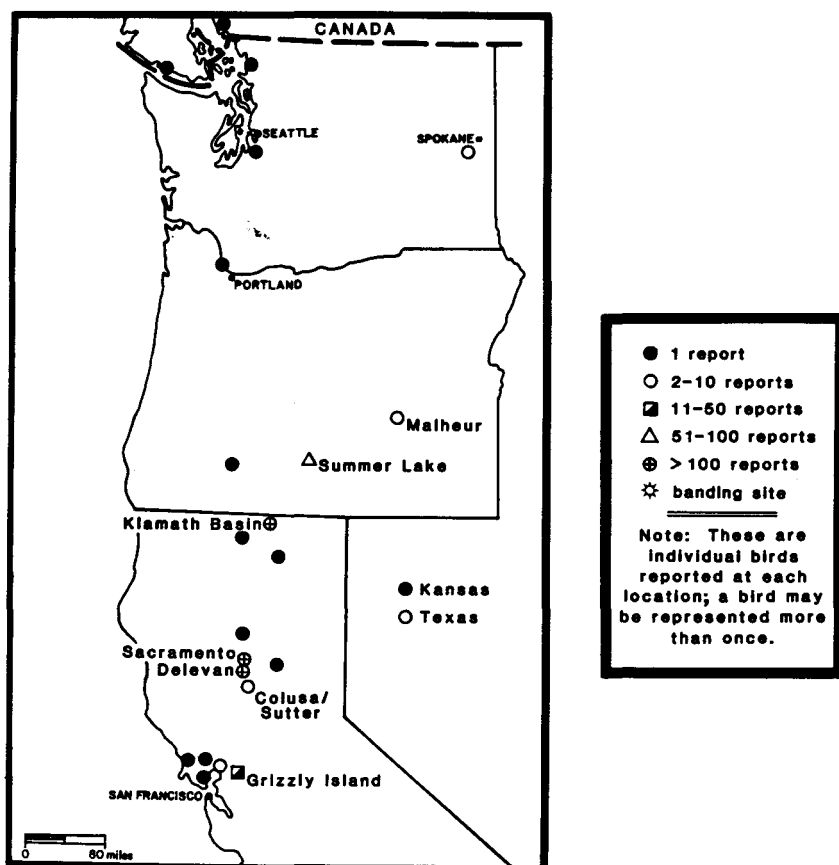 CANADA
SEATTLE
SPOKANE
PORTLAND
Malheur
Summer Lake
Klamath Basin
Kansas
Texas
Sacramento
Delevan
Colusa/
Sutter
Grizzly Island
SAN FRANCISCO
0 60 miles
1 report
2-10 reports
11-50 reports
51-100 reports
>100 reports
banding site
Note: These are
individual birds
reported at each
location; a bird may
be represented more
than once.